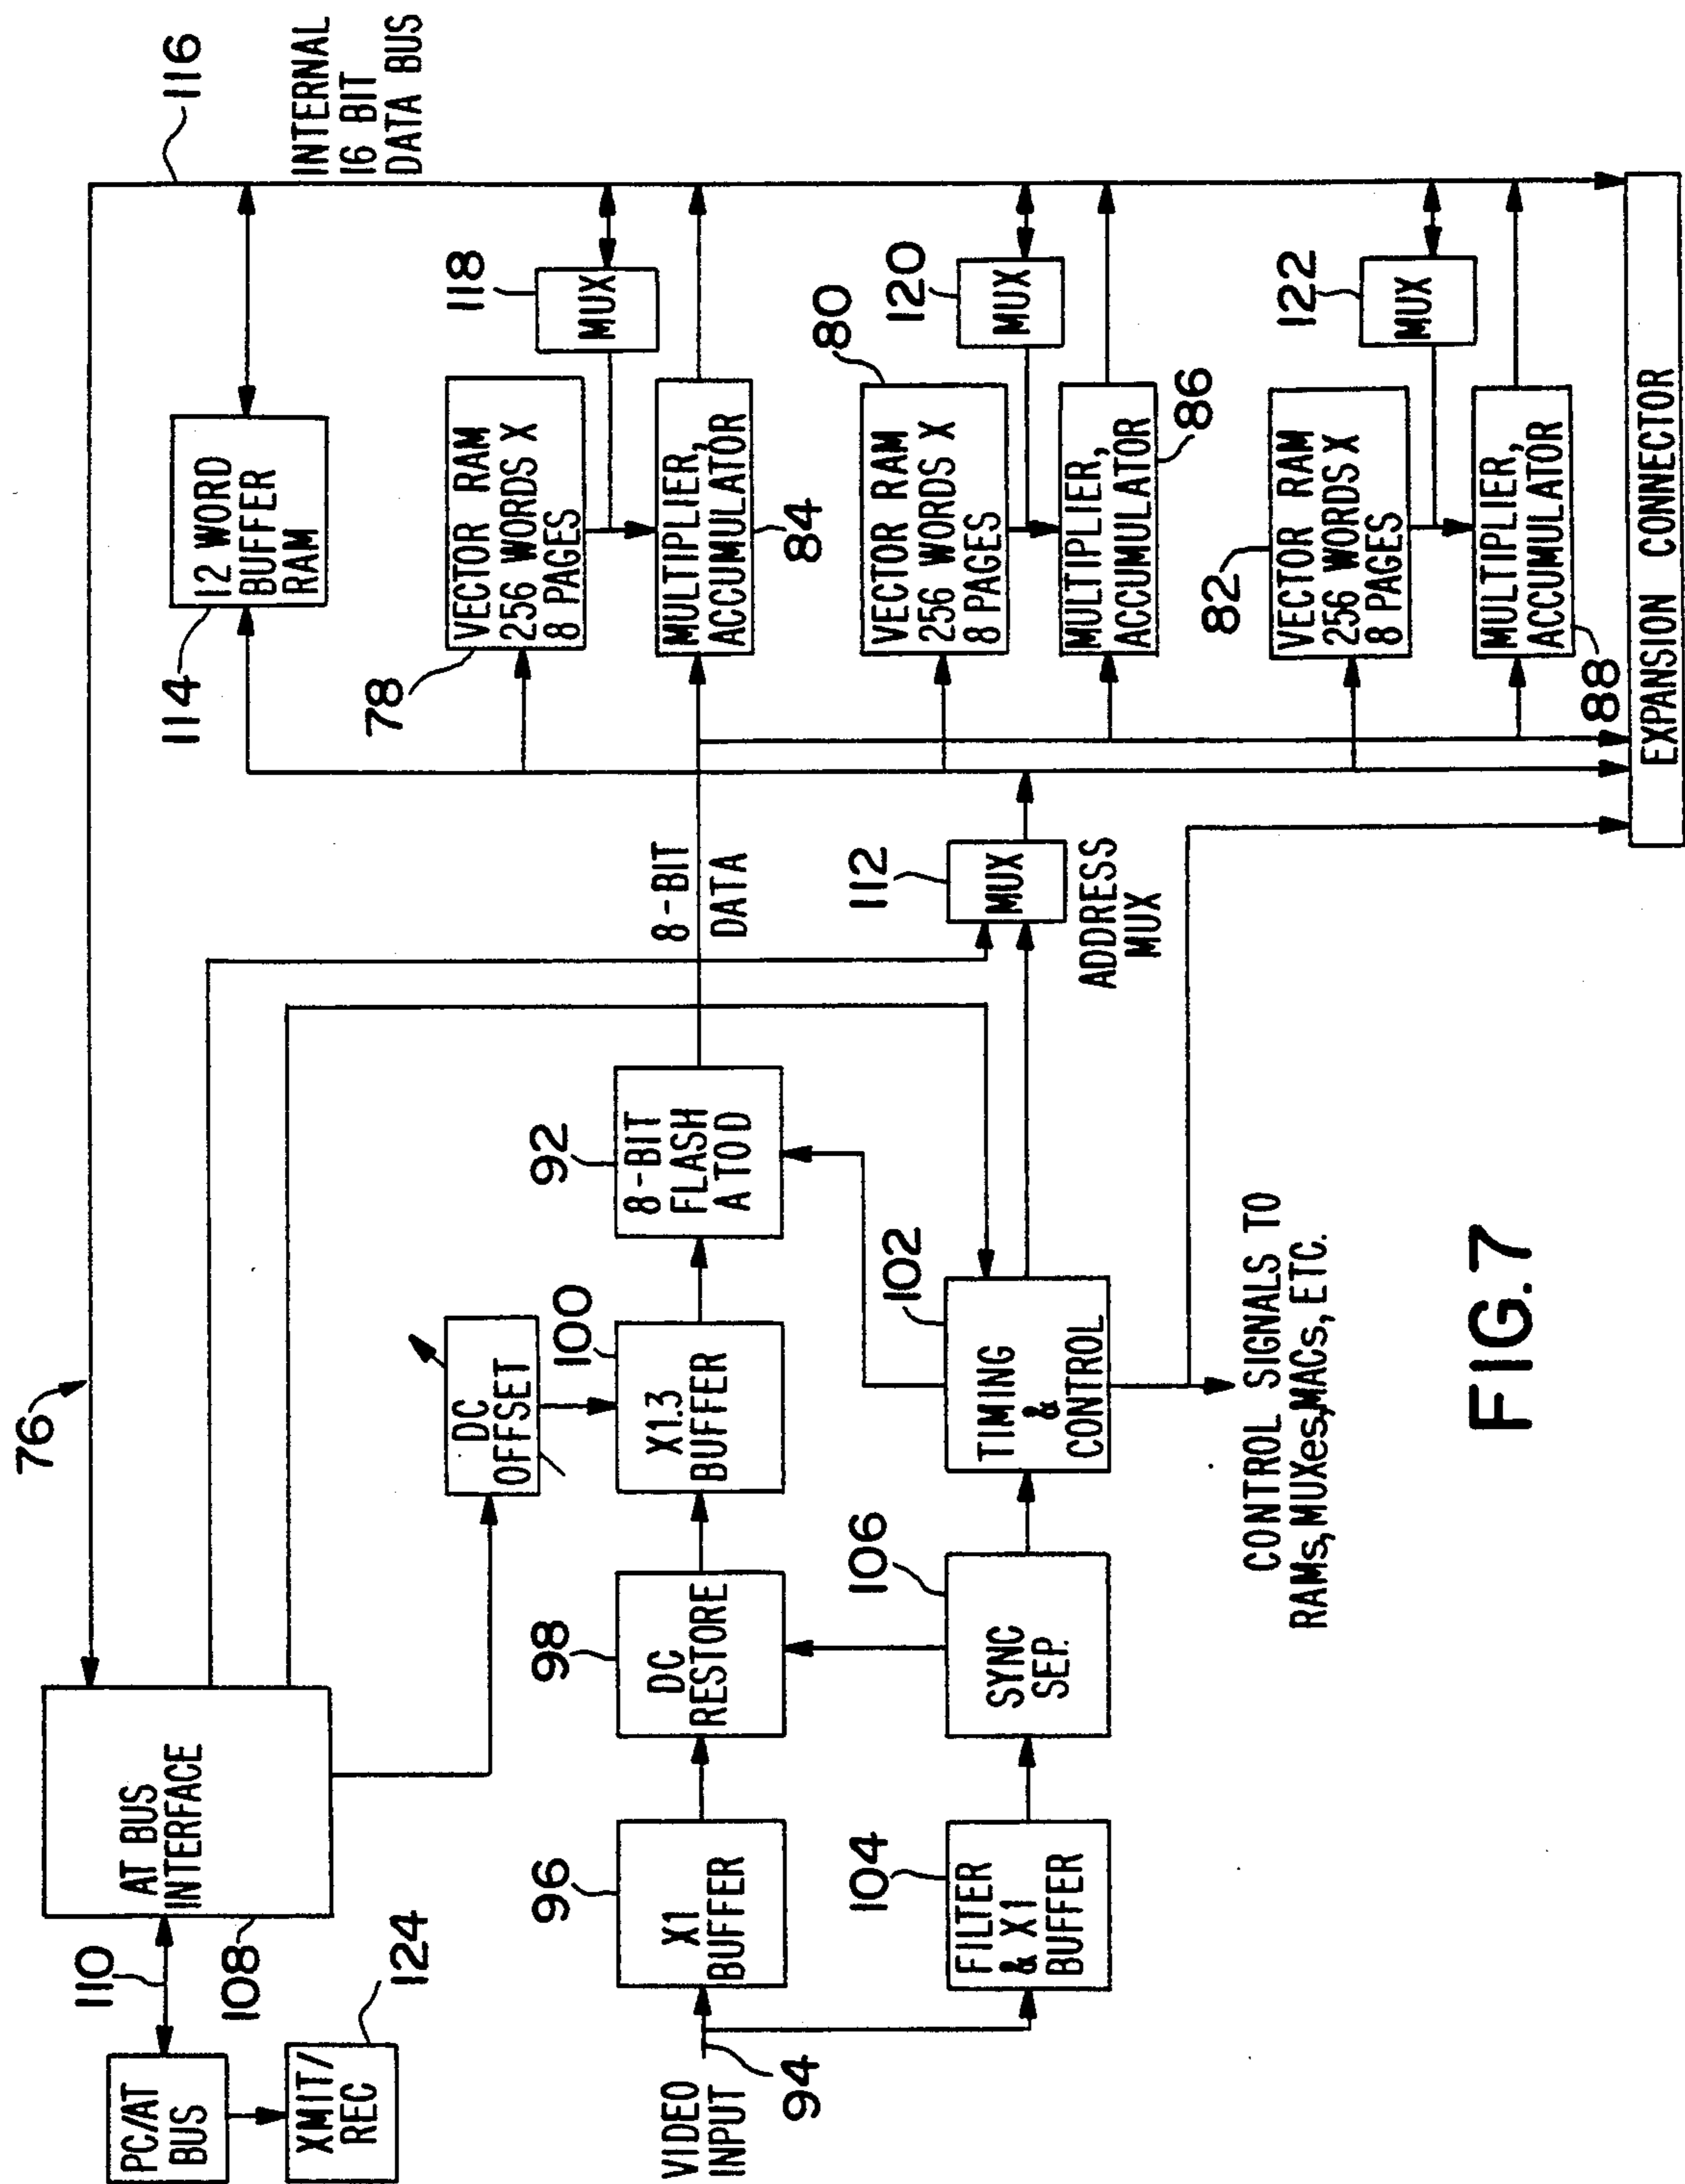 76
116
INTERNAL
16 BIT
DATA BUS
110
PC/AT
BUS
108
AT BUS
INTERFACE
124
XMIT/
REC
114
12 WORD
BUFFER
RAM
DC
OFFSET
78
VECTOR RAM
256 WORDS X
8 PAGES
118
MUX
VIDEO
INPUT
94
96
X1
BUFFER
98
DC
RESTORE
100
X1.3
BUFFER
92
8-BIT
FLASH
A TO D
8-BIT
DATA
MULTIPLIER,
ACCUMULATOR
84
80
VECTOR RAM
256 WORDS X
8 PAGES
120
MUX
104
FILTER
& X1
BUFFER
106
SYNC
SEP.
102
TIMING
&
CONTROL
112
MUX
ADDRESS
MUX
MULTIPLIER,
ACCUMULATOR
86
82
VECTOR RAM
256 WORDS X
8 PAGES
122
MUX
CONTROL SIGNALS TO
RAMs, MUXes, MACs, ETC.
MULTIPLIER,
ACCUMULATOR
88
EXPANSION CONNECTOR
FIG.7